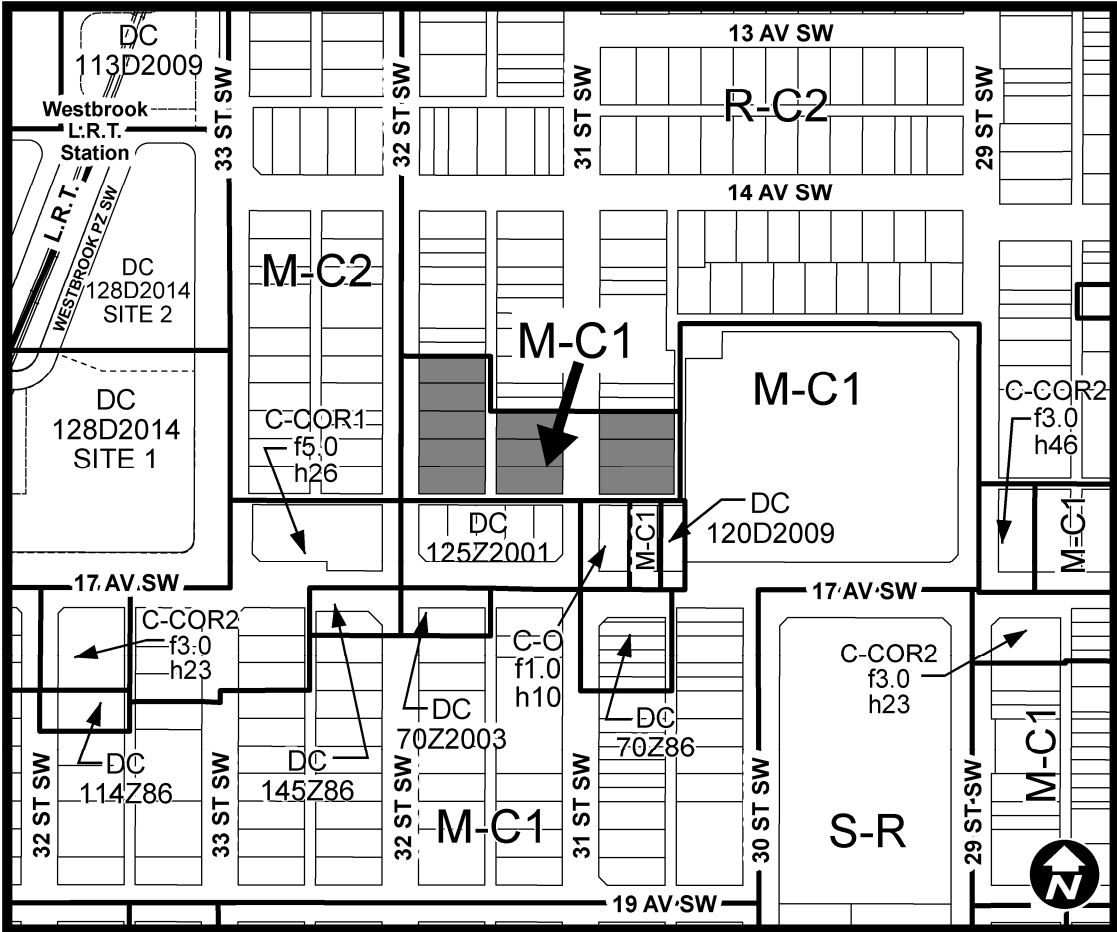 DC
113D2009
13 AV SW
33 ST SW
32 ST SW
31 ST SW
29 ST SW
R-C2
Westbrook
L.R.T.
Station
14 AV SW
L.R.T.
WESTBROOK PZ SW
M-C2
DC
128D2014
SITE 2
M-C1
M-C1
C-COR2
f3.0
h46
DC
128D2014
SITE 1
C-COR1
f5.0
h26
DC
125Z2001
M-C1
DC
120D2009
M-C1
17 AV SW
17 AV SW
C-COR2
f3.0
h23
C-O
f1.0
h10
C-COR2
f3.0
h23
DC
70Z2003
DC
70Z86
DC
114Z86
DC
145Z86
32 ST SW
33 ST SW
32 ST SW
M-C1
31 ST SW
30 ST SW
S-R
29 ST SW
M-C1
19 AV SW
N